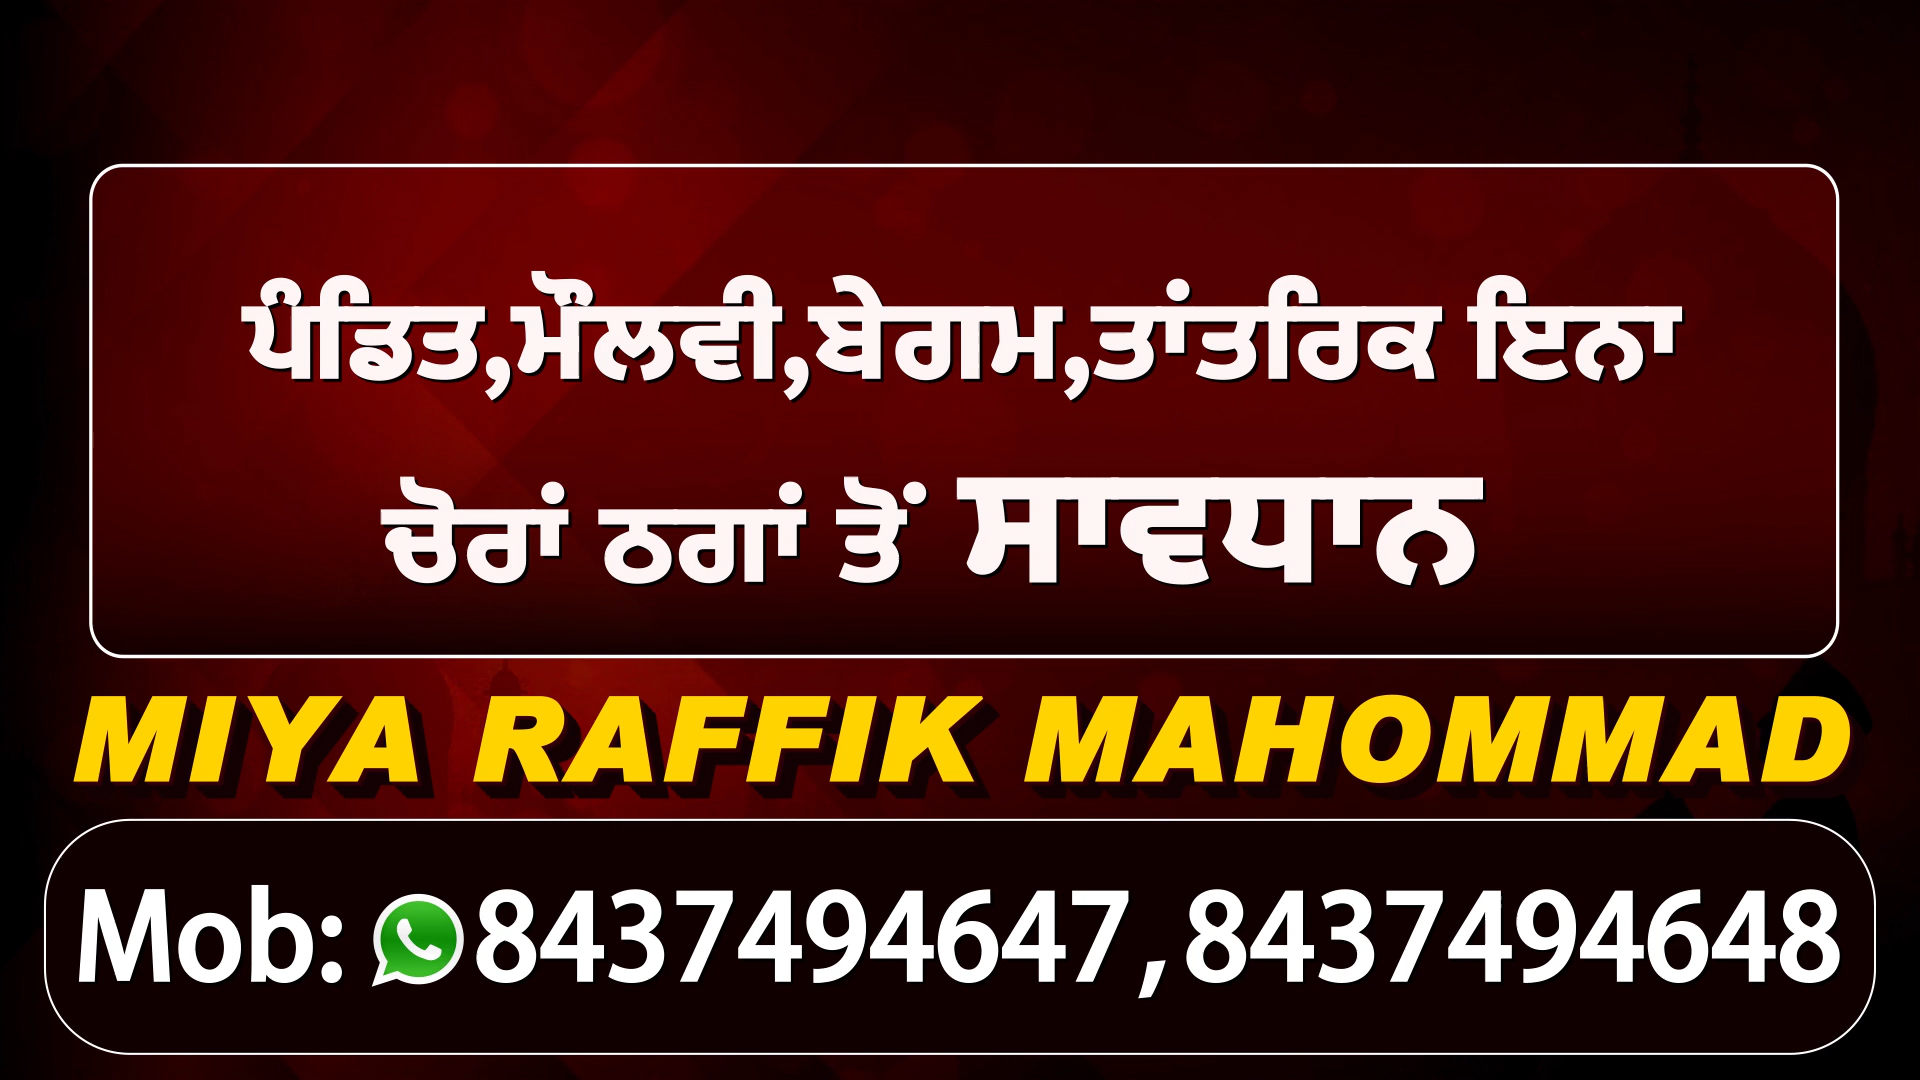 ਪੰਡਿਤ,ਮੌਲਵੀ,ਬੇਗਮ,ਤਾਂਤਰਿਕ ਇਨਾ
ਚੋਰਾਂ ਠਗਾਂ ਤੋਂ ਸਾਵਧਾਨ
MIYA RAFFIK MAHOMMAD
Mob: 8437494647, 8437494648